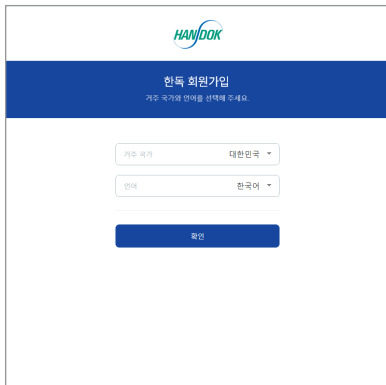 HANDOK
한독 회원가입
거주 국가와 언어를 선택해 주세요.
거주 국가 대한민국
언어 한국어
확인